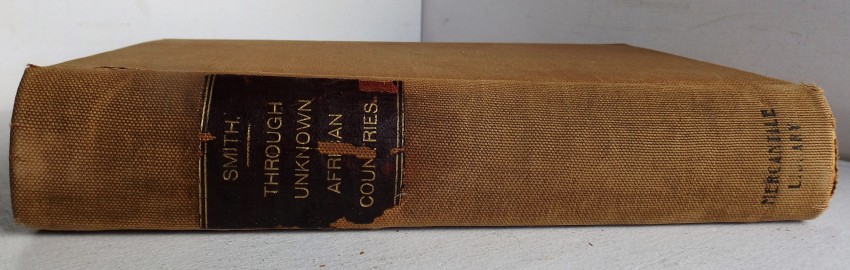 SMITH,
THROUGH
UNKNOWN
AFRICAN
COUNTRIES.
MERCANTILE
LIBRARY